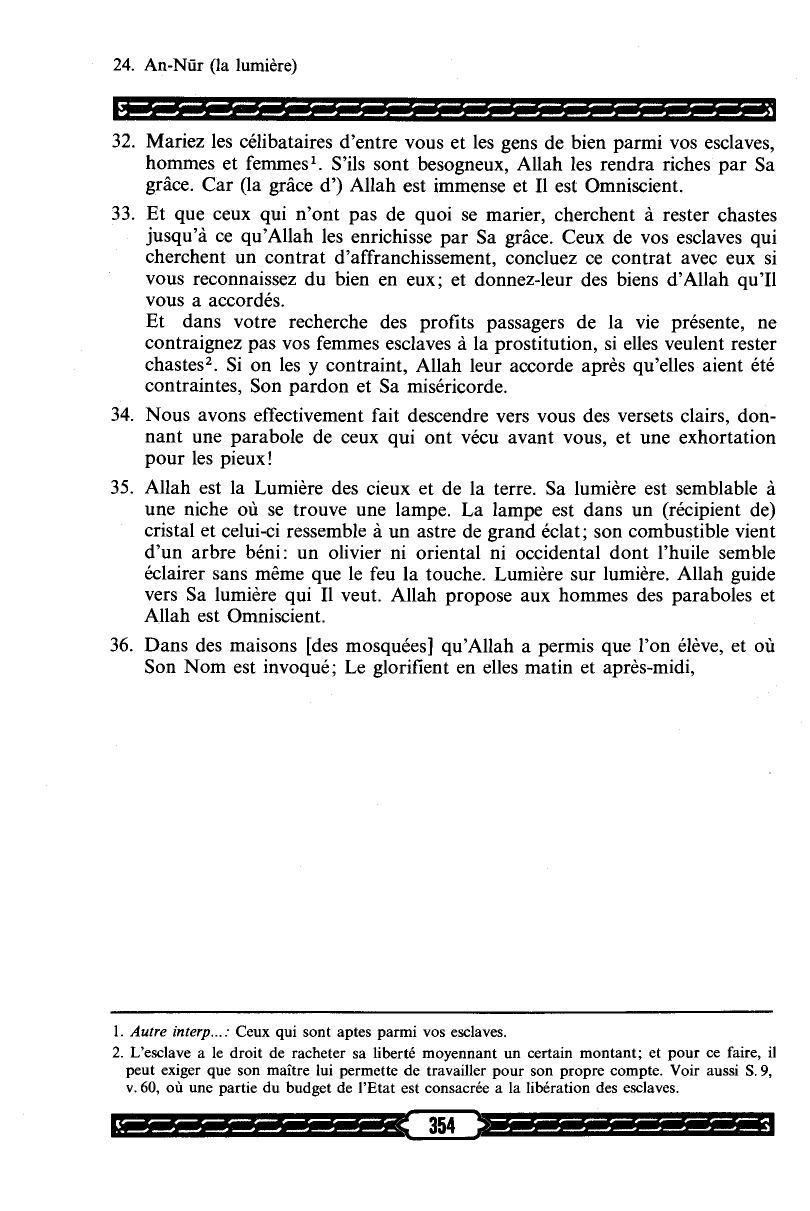 24. An-Nūr (la lumière)
32. Mariez les célibataires d'entre vous et les gens de bien parmi vos esclaves,
hommes et femmes¹. S'ils sont besogneux, Allah les rendra riches par Sa
grâce. Car (la grâce d') Allah est immense et Il est Omniscient.
33. Et que ceux qui n'ont pas de quoi se marier, cherchent à rester chastes
jusqu'à ce qu'Allah les enrichisse par Sa grâce. Ceux de vos esclaves qui
cherchent un contrat d'affranchissement, concluez ce contrat avec eux si
vous reconnaissez du bien en eux; et donnez-leur des biens d'Allah qu'Il
vous a accordés.
Et dans votre recherche des profits passagers de la vie présente, ne
contraignez pas vos femmes esclaves à la prostitution, si elles veulent rester
chastes². Si on les y contraint, Allah leur accorde après qu'elles aient été
contraintes, Son pardon et Sa miséricorde.
34. Nous avons effectivement fait descendre vers vous des versets clairs, don-
nant une parabole de ceux qui ont vécu avant vous, et une exhortation
pour les pieux!
35. Allah est la Lumière des cieux et de la terre. Sa lumière est semblable à
une niche où se trouve une lampe. La lampe est dans un (récipient de)
cristal et celui-ci ressemble à un astre de grand éclat; son combustible vient
d'un arbre béni: un olivier ni oriental ni occidental dont l'huile semble
éclairer sans même que le feu la touche. Lumière sur lumière. Allah guide
vers Sa lumière qui Il veut. Allah propose aux hommes des paraboles et
Allah est Omniscient.
36. Dans des maisons [des mosquées] qu'Allah a permis que l'on élève, et où
Son Nom est invoqué; Le glorifient en elles matin et après-midi,
1. Autre interp...: Ceux qui sont aptes parmi vos esclaves.
2. L'esclave a le droit de racheter sa liberté moyennant un certain montant; et pour ce faire, il
peut exiger que son maître lui permette de travailler pour son propre compte. Voir aussi S. 9,
v. 60, où une partie du budget de l'Etat est consacrée a la libération des esclaves.
354